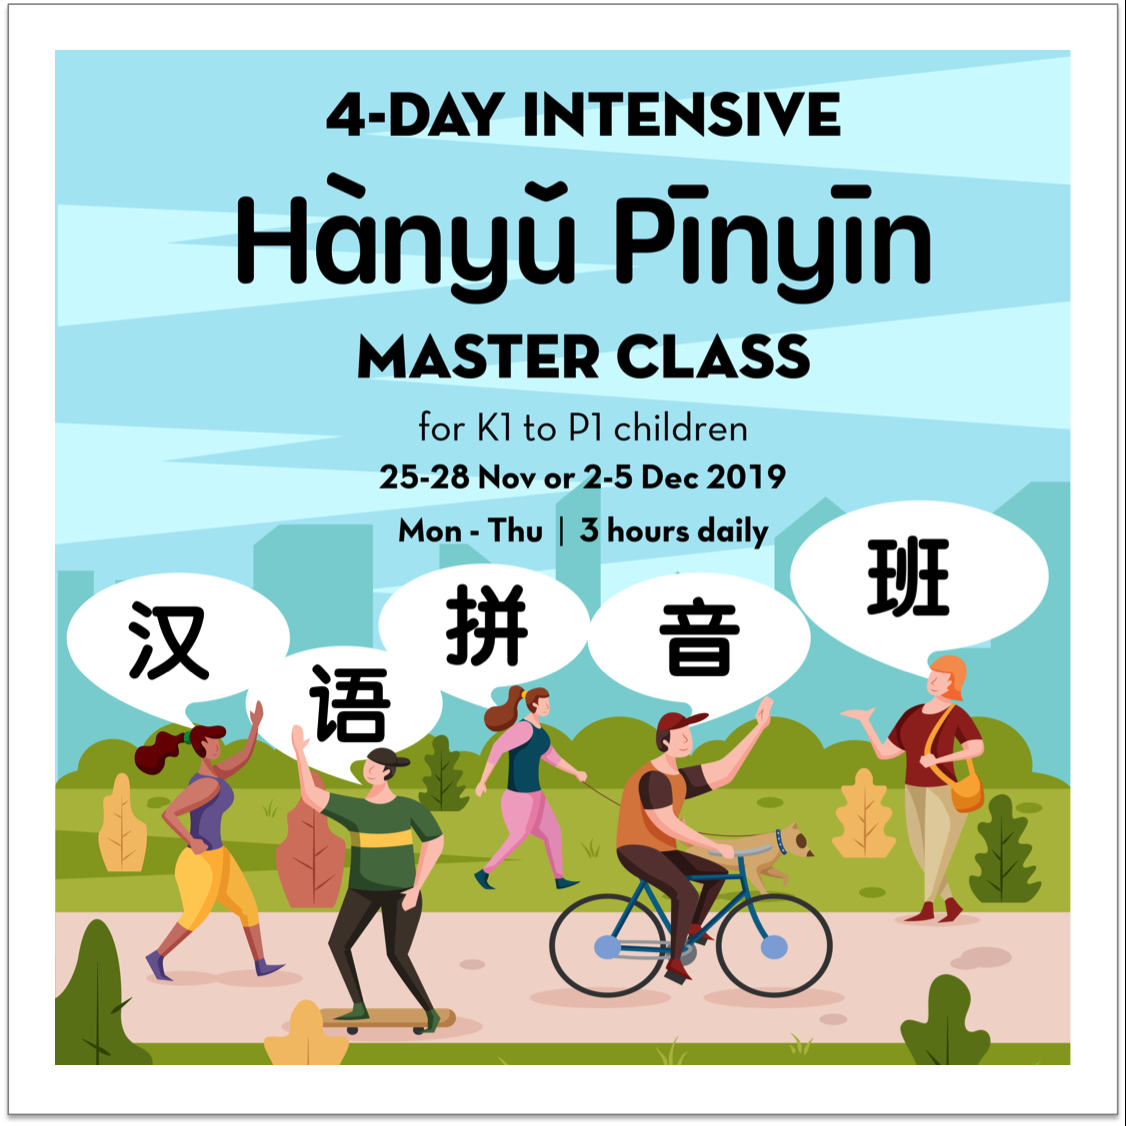 4-DAY INTENSIVE
Hànyǔ Pīnyīn
MASTER CLASS
for K1 to P1 children
25-28 Nov or 2-5 Dec 2019
Mon - Thu | 3 hours daily
汉
语
拼
音
班